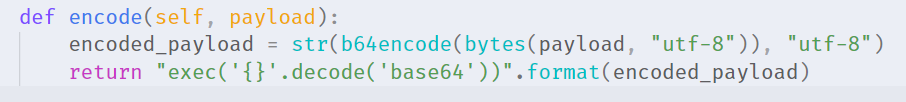 def encode(self, payload):
    encoded_payload = str(b64encode(bytes(payload, "utf-8")), "utf-8")
    return "exec('{}'.decode('base64'))".format(encoded_payload)